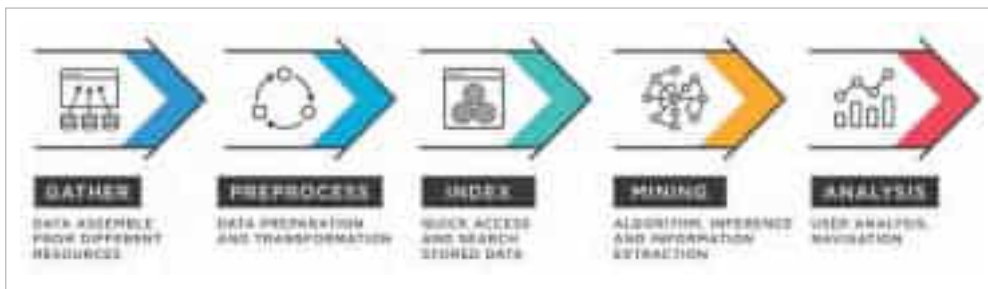 GATHER
DATA ASSEMBLE
FROM DIFFERENT
RESOURCES
PREPROCESS
DATA PREPARATION
AND TRANSFORMATION
INDEX
QUICK ACCESS
AND SEARCH
STORED DATA
MINING
ALGORITHM, INFERENCE
AND INFORMATION
EXTRACTION
ANALYSIS
USER ANALYSIS,
NAVIGATION